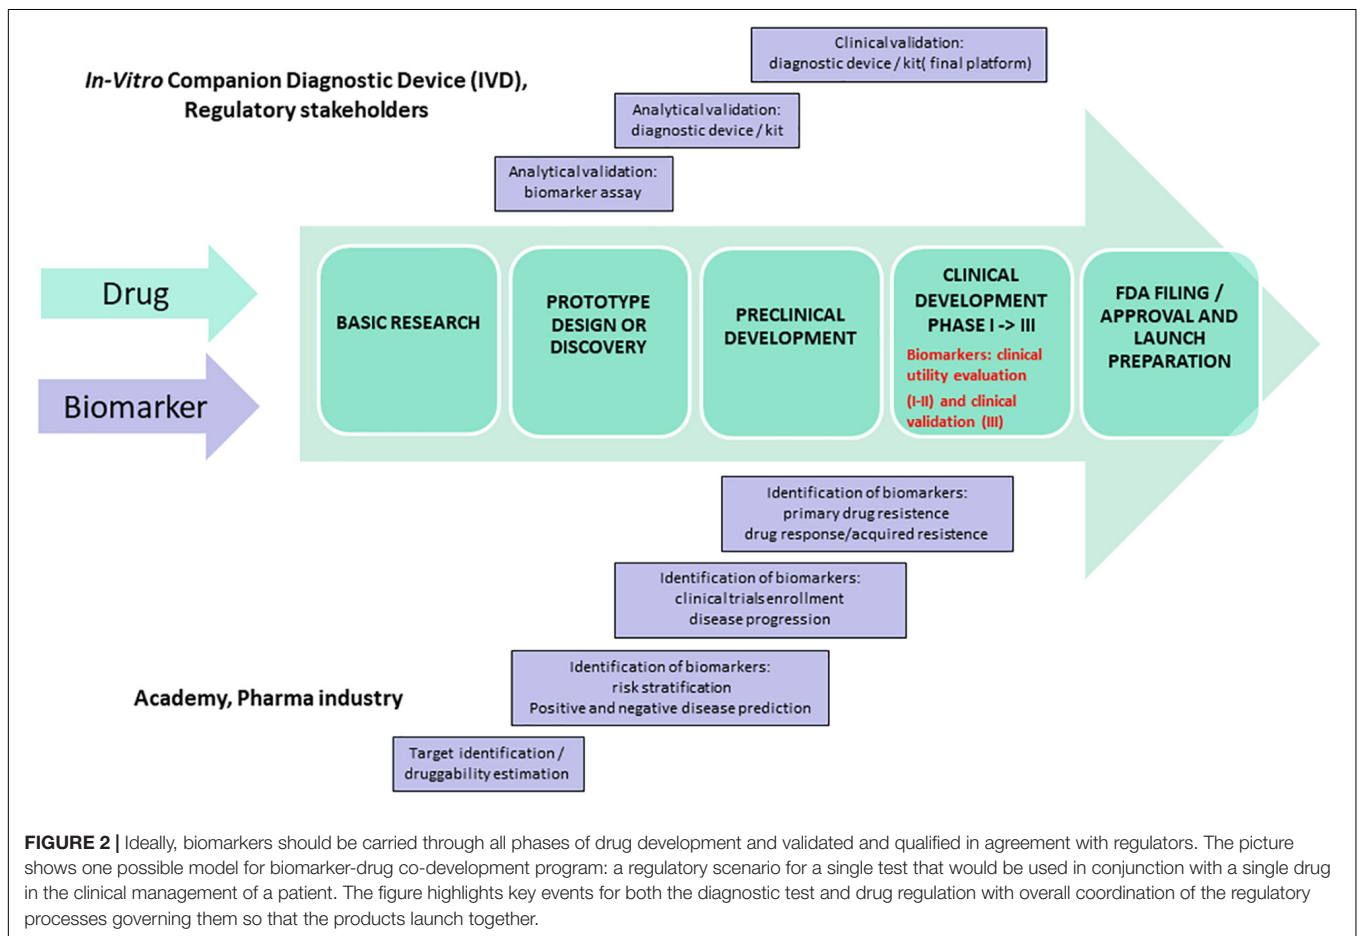 Clinical validation:
diagnostic device / kit( final platform)
In-Vitro Companion Diagnostic Device (IVD),
Regulatory stakeholders
Analytical validation:
diagnostic device / kit
Analytical validation:
biomarker assay
Drug
Biomarker
BASIC RESEARCH
PROTOTYPE
DESIGN OR
DISCOVERY
PRECLINICAL
DEVELOPMENT
CLINICAL
DEVELOPMENT
PHASE I -> III
Biomarkers: clinical
utility evaluation
(I-II) and clinical
validation (III)
FDA FILING /
APPROVAL AND
LAUNCH
PREPARATION
Identification of biomarkers:
primary drug resistence
drug response/acquired resistence
Identification of biomarkers:
clinical trials enrollment
disease progression
Identification of biomarkers:
risk stratification
Positive and negative disease prediction
Academy, Pharma industry
Target identification /
druggability estimation
FIGURE 2 | Ideally, biomarkers should be carried through all phases of drug development and validated and qualified in agreement with regulators. The picture
shows one possible model for biomarker-drug co-development program: a regulatory scenario for a single test that would be used in conjunction with a single drug
in the clinical management of a patient. The figure highlights key events for both the diagnostic test and drug regulation with overall coordination of the regulatory
processes governing them so that the products launch together.